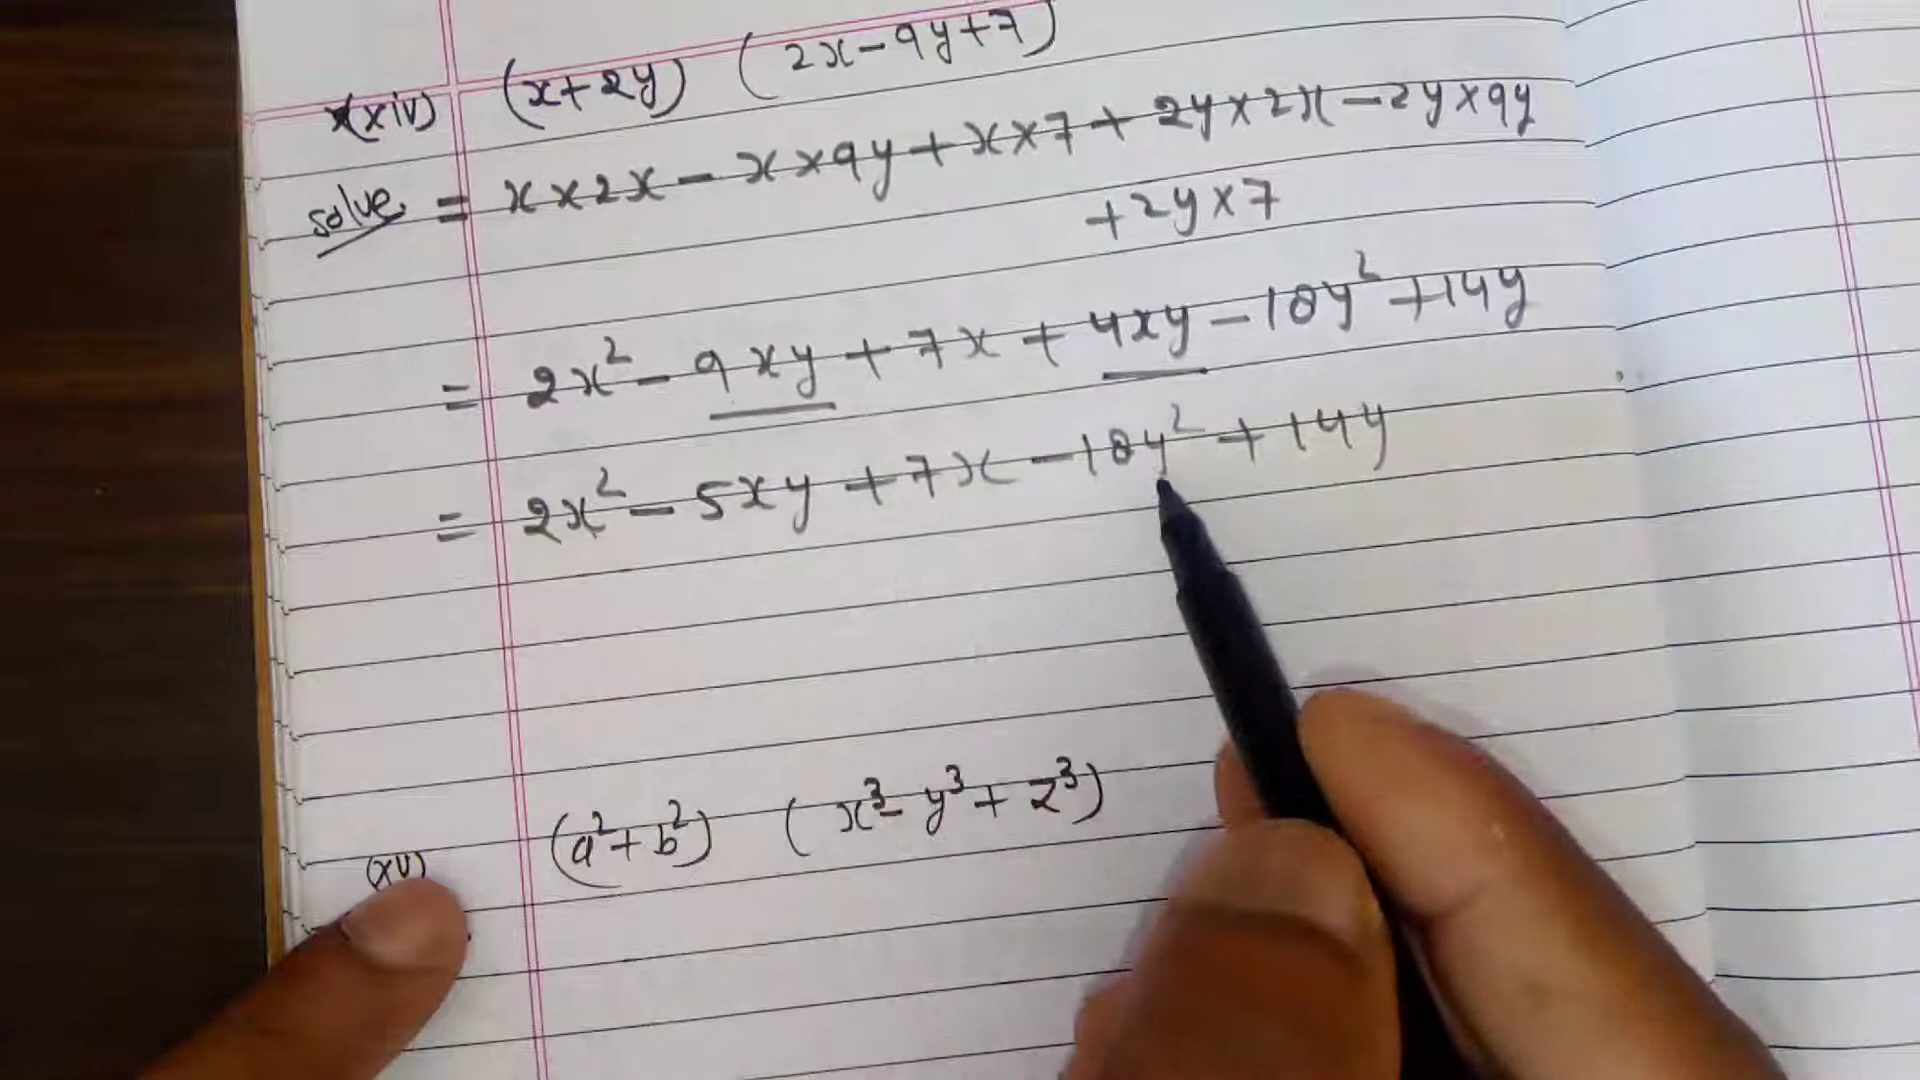 (xiv) (x+2y) (2x-9y+7)
solve = x×2x - x×9y + x×7 + 2y×2x - 2y×9y
+2y×7
= 2x² - 9xy + 7x + 4xy - 18y² + 14y
= 2x² - 5xy + 7x - 18y² + 14y
(xv) (a²+b²) (x³- y³+ z³)